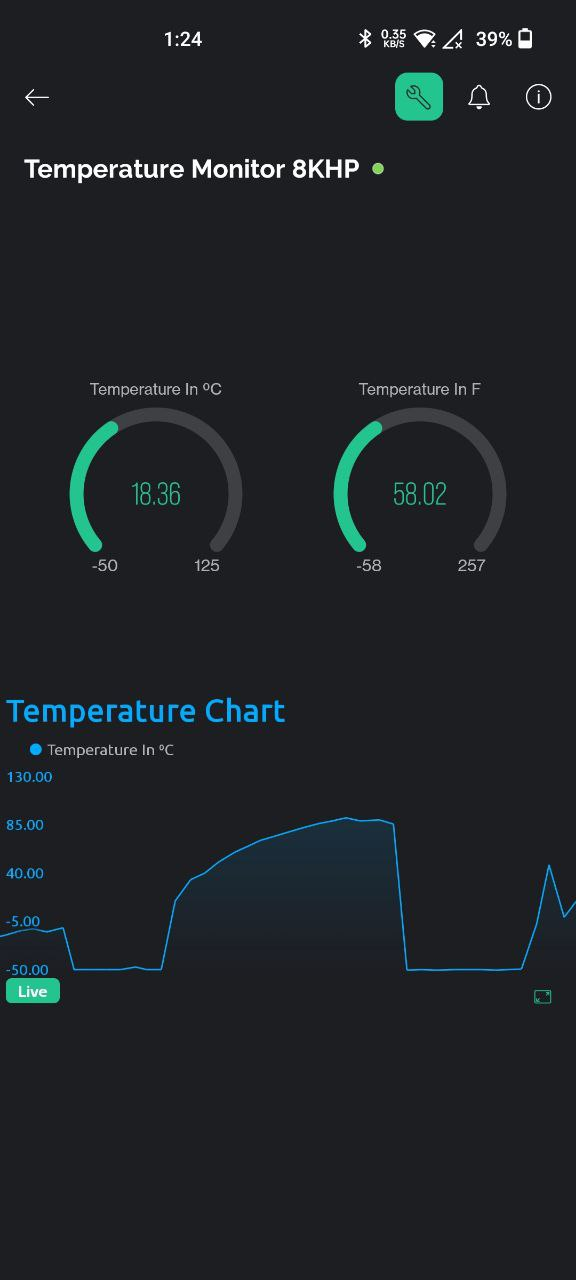 1:24
0.35
KB/S
39%
Temperature Monitor 8KHP
Temperature In ºC
Temperature In F
18.36
58.02
-50
125
-58
257
Temperature Chart
Temperature In ºC
130.00
85.00
40.00
-5.00
-50.00
Live